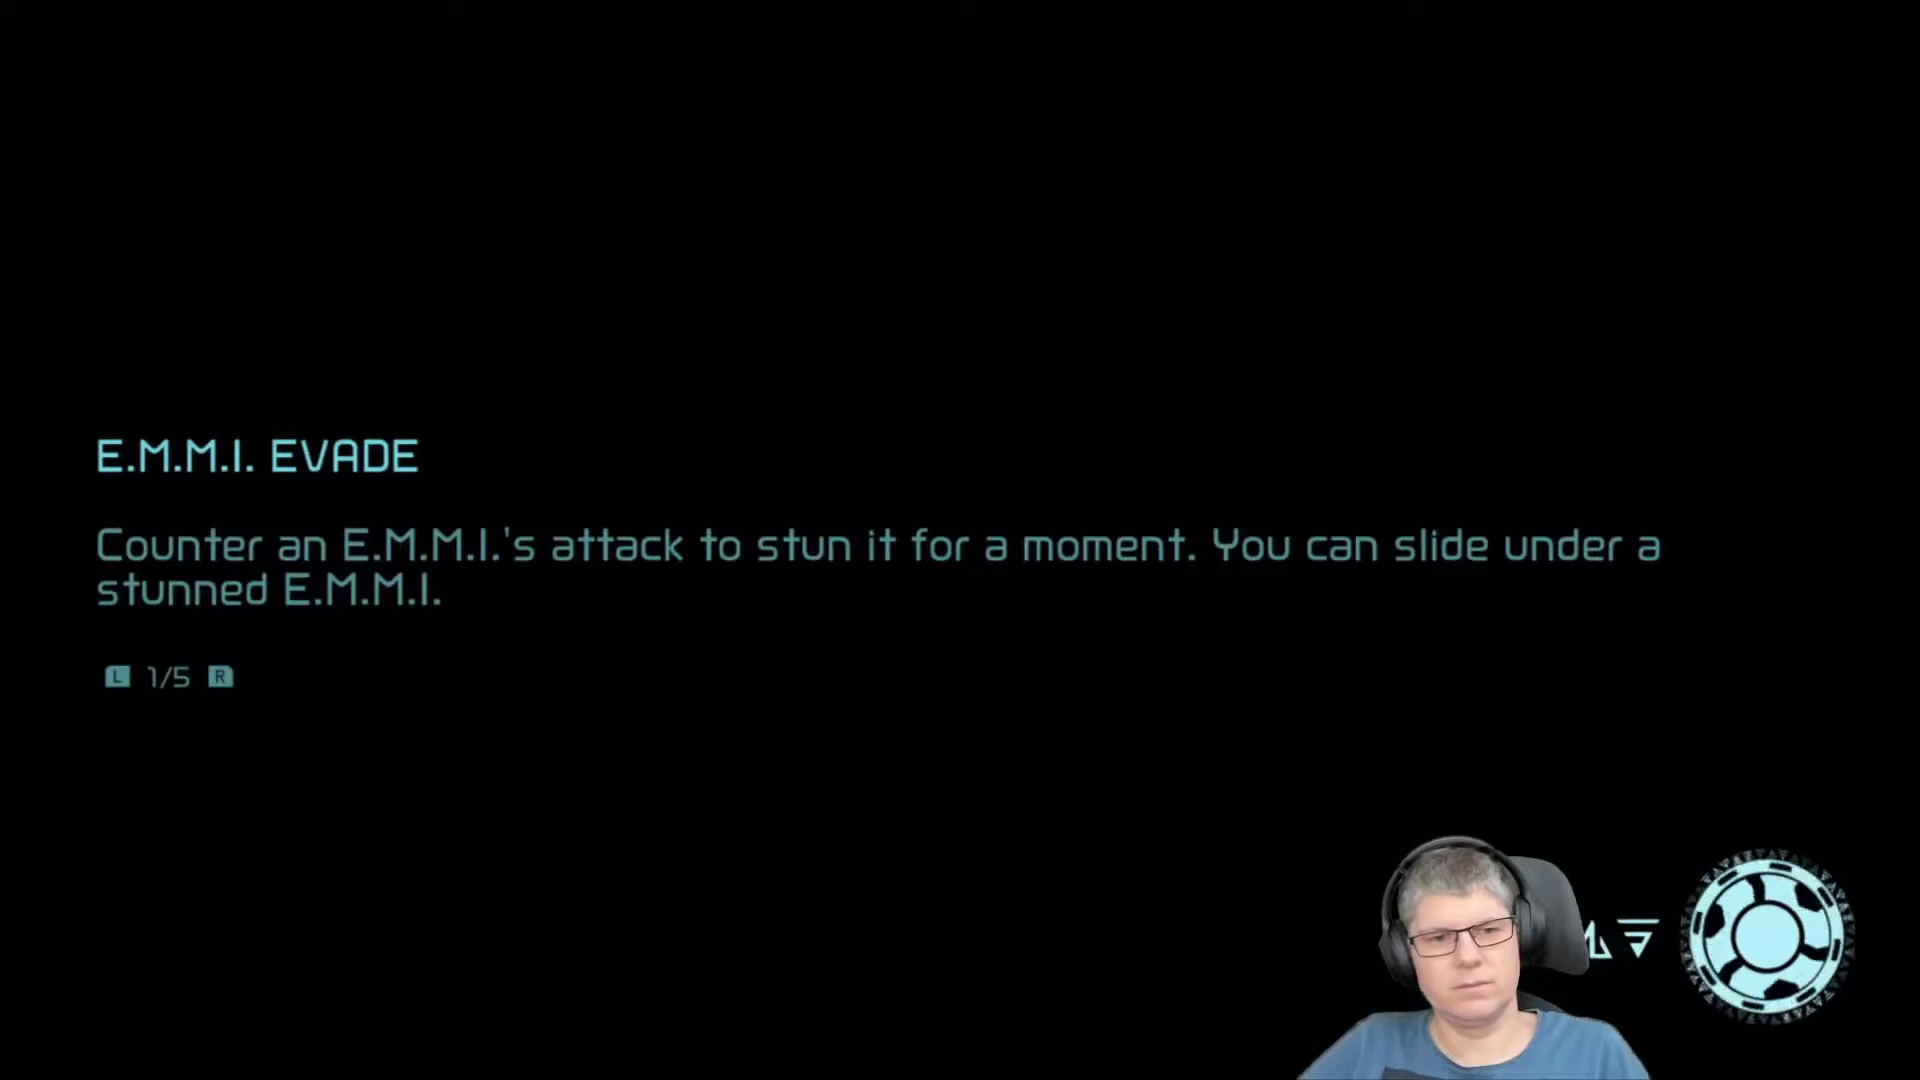 E.M.M.I. EVADE
Counter an E.M.M.I.'s attack to stun it for a moment. You can slide under a
stunned E.M.M.I.
L 1/5 R